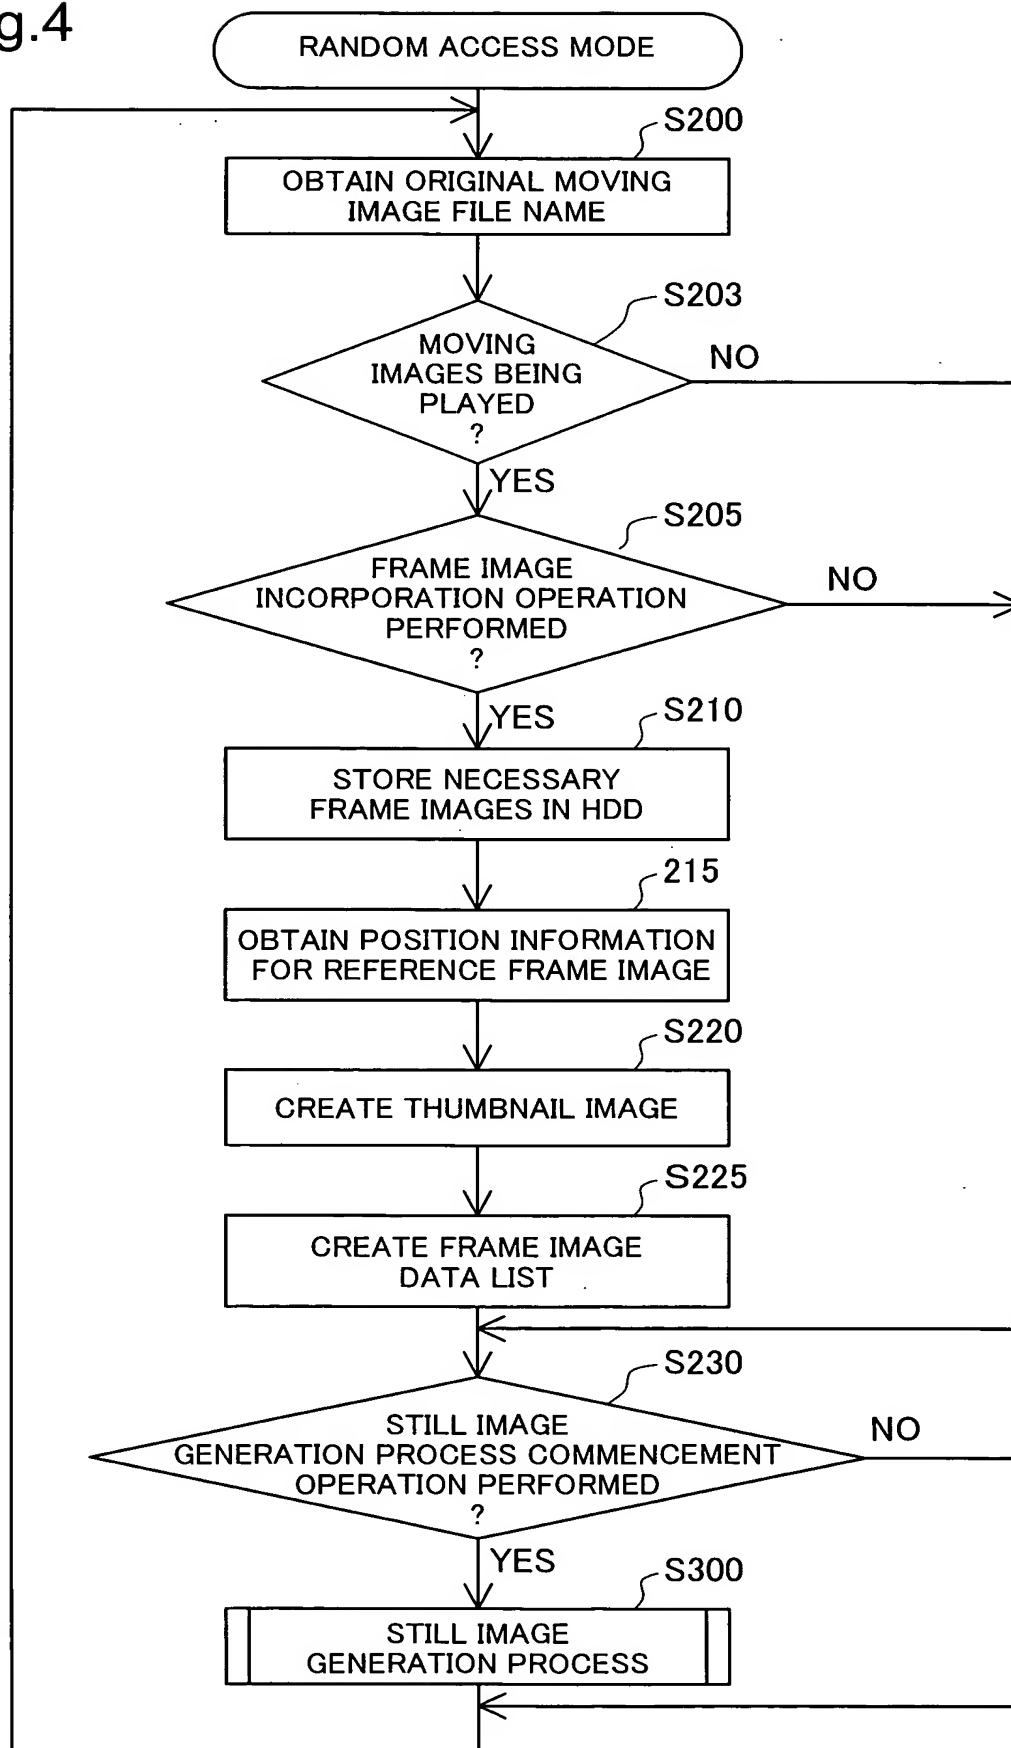 g.4
RANDOM ACCESS MODE
S200
OBTAIN ORIGINAL MOVING
IMAGE FILE NAME
S203
MOVING
IMAGES BEING
PLAYED
?
NO
YES
S205
FRAME IMAGE
INCORPORATION OPERATION
PERFORMED
?
NO
YES
S210
STORE NECESSARY
FRAME IMAGES IN HDD
215
OBTAIN POSITION INFORMATION
FOR REFERENCE FRAME IMAGE
S220
CREATE THUMBNAIL IMAGE
S225
CREATE FRAME IMAGE
DATA LIST
S230
STILL IMAGE
GENERATION PROCESS COMMENCEMENT
OPERATION PERFORMED
?
NO
YES
S300
STILL IMAGE
GENERATION PROCESS